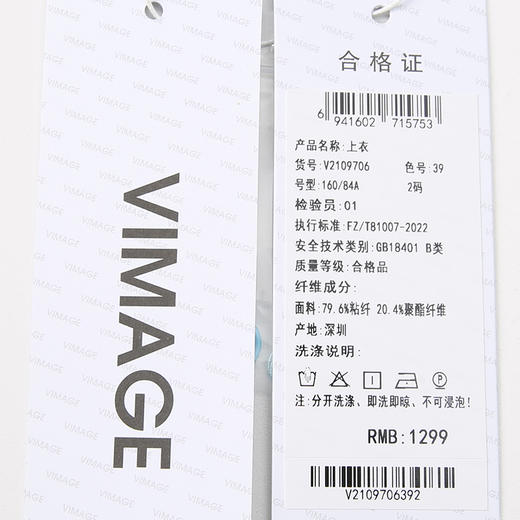 VIMAGE
合格证
6 941602 715753
产品名称:上衣
货号:V2109706 色号:39
号型:160/84A 2码
检验员:01
执行标准:FZ/T81007-2022
安全技术类别:GB18401 B类
质量等级:合格品
纤维成分:
面料:79.6%粘纤 20.4%聚酯纤维
产地:深圳
洗涤说明:
注:分开洗涤、即洗即晾、不可浸泡!
RMB:1299
V2109706392